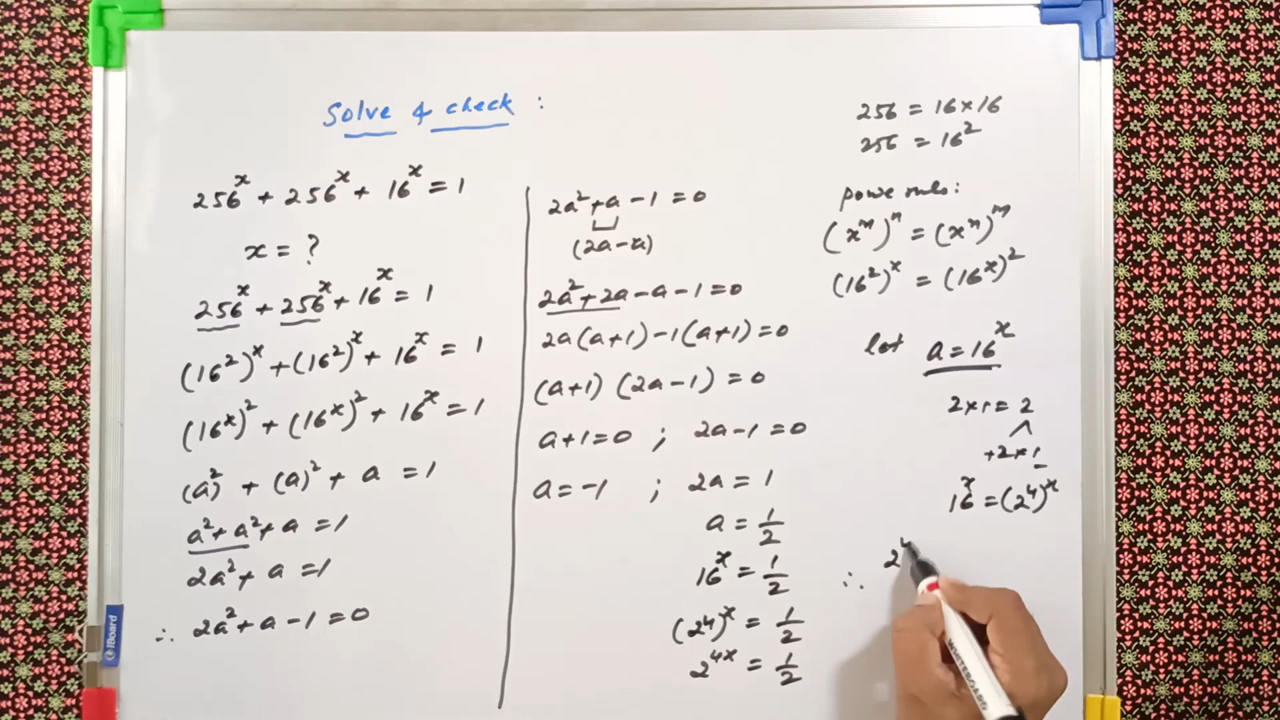 Solve & check :
256^x + 256^x + 16^x = 1
x = ?
256^x + 256^x + 16^x = 1
(16^2)^x + (16^2)^x + 16^x = 1
(16^x)^2 + (16^x)^2 + 16^x = 1
(a)^2 + (a)^2 + a = 1
a^2 + a^2 + a = 1
2a^2 + a = 1
∴ 2a^2 + a - 1 = 0
2a^2 + a - 1 = 0
(2a - a)
2a^2 + 2a - a - 1 = 0
2a(a+1) - 1(a+1) = 0
(a+1) (2a-1) = 0
a+1=0 ; 2a-1=0
a = -1 ; 2a = 1
a = 1/2
16^x = 1/2
(2^4)^x = 1/2
2^4x = 1/2
256 = 16×16
256 = 16^2
power rules:
(x^m)^n = (x^n)^m
(16^2)^x = (16^x)^2
let a = 16^x
2×1 = 2
+2×1
16^x = (2^4)^x
∴ 2^4
iBoard
WHITEBOARD